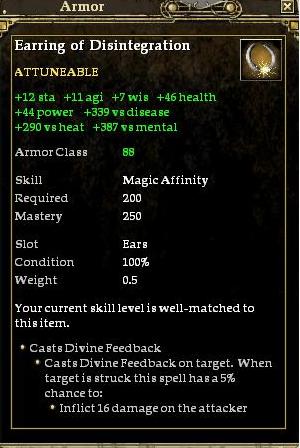 Armor
Earring of Disintegration
ATTUNEABLE
+12 sta +11 agi +7 wis +46 health
+44 power +339 vs disease
+290 vs heat +387 vs mental
Armor Class 88
Skill Magic Affinity
Required 200
Mastery 250
Slot Ears
Condition 100%
Weight 0.5
Your current skill level is well-matched to
this item.
• Casts Divine Feedback
• Casts Divine Feedback on target. When
target is struck this spell has a 5%
chance to:
• Inflict 16 damage on the attacker